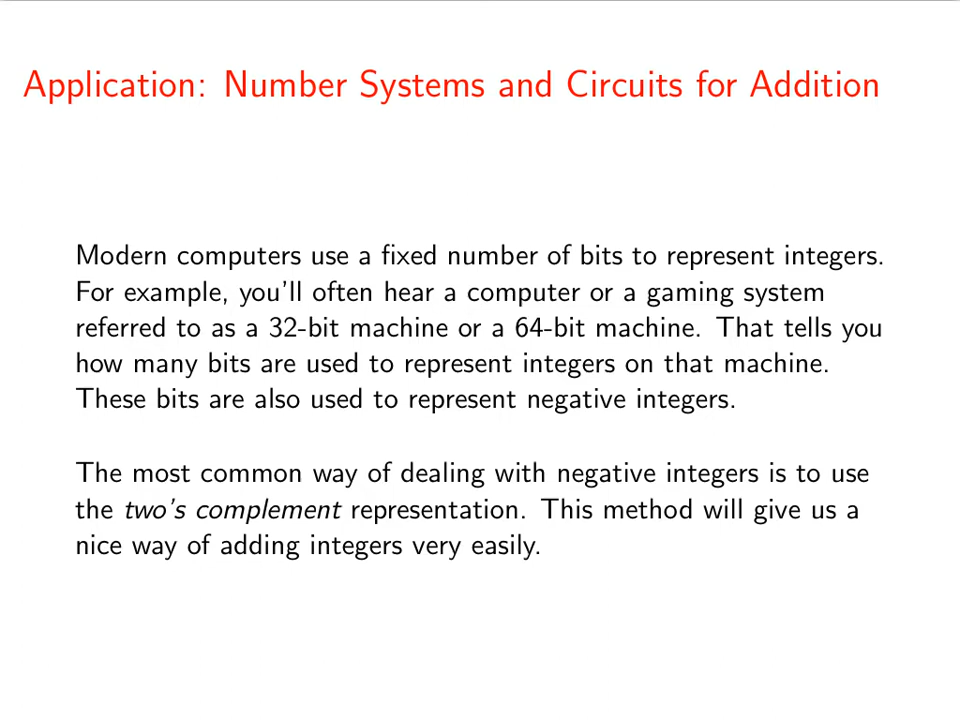 Application: Number Systems and Circuits for Addition
Modern computers use a fixed number of bits to represent integers.
For example, you'll often hear a computer or a gaming system
referred to as a 32-bit machine or a 64-bit machine. That tells you
how many bits are used to represent integers on that machine.
These bits are also used to represent negative integers.
The most common way of dealing with negative integers is to use
the two's complement representation. This method will give us a
nice way of adding integers very easily.